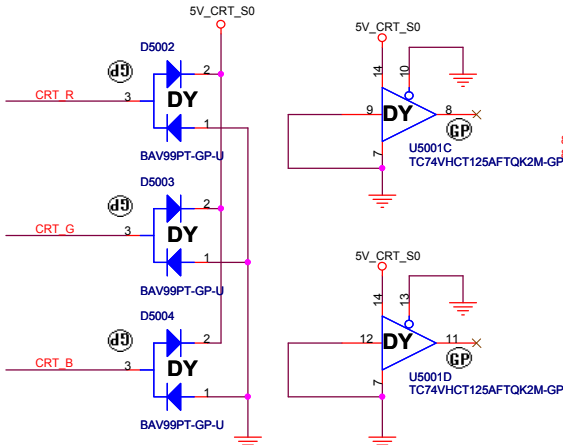 5V_CRT_S0
D5002
GP
2
CRT_R
3
DY
1
BAV99PT-GP-U
D5003
GP
2
CRT_G
3
DY
1
BAV99PT-GP-U
D5004
GP
2
CRT_B
3
DY
1
BAV99PT-GP-U
5V_CRT_S0
14
10
9
DY
8
GP
7
U5001C
TC74VHCT125AFTQK2M-GP
5V_CRT_S0
14
13
12
DY
11
GP
7
U5001D
TC74VHCT125AFTQK2M-GP